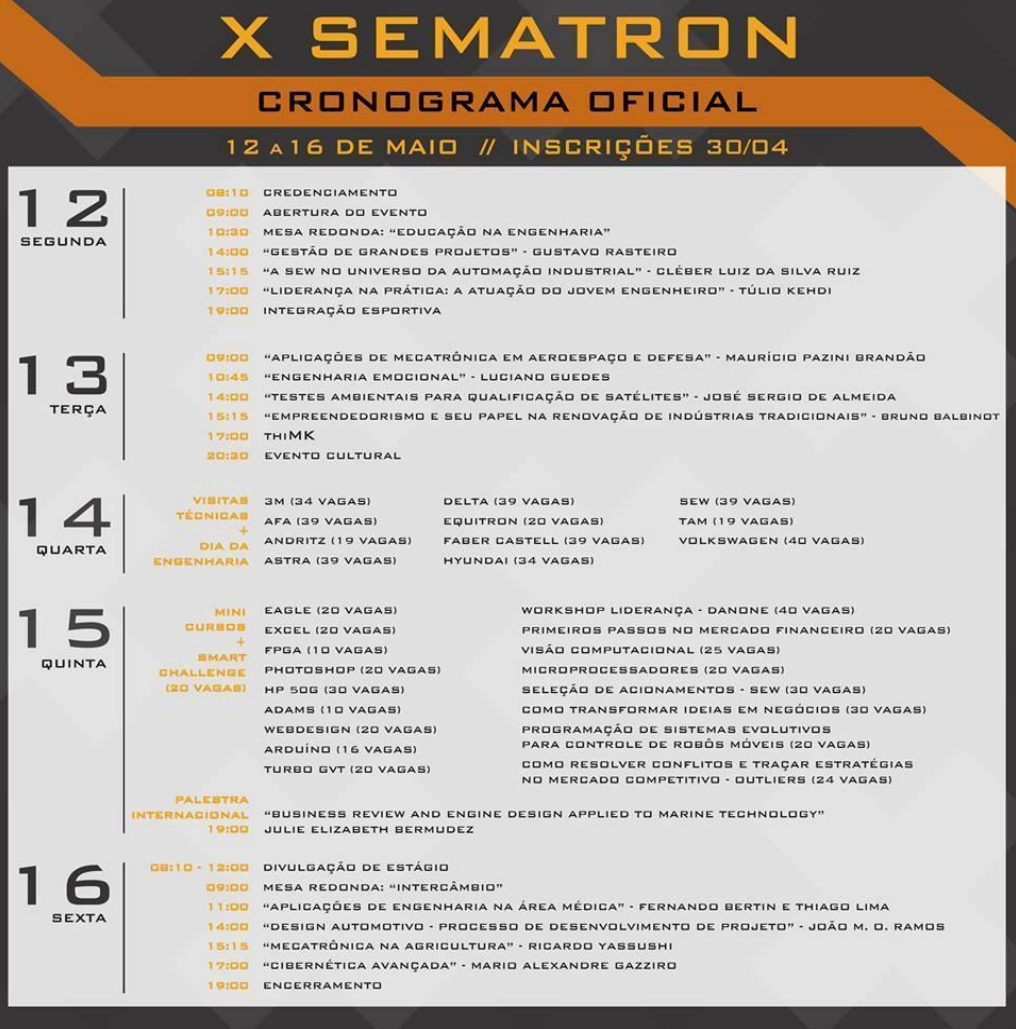 X SEMATRON
CRONOGRAMA OFICIAL
12 A 16 DE MAIO // INSCRIÇÕES 30/04
12
SEGUNDA
08:10 CREDENCIAMENTO
09:00 ABERTURA DO EVENTO
10:30 MESA REDONDA: “EDUCAÇÃO NA ENGENHARIA”
14:00 “GESTÃO DE GRANDES PROJETOS” - GUSTAVO RASTEIRO
15:15 “A SEW NO UNIVERSO DA AUTOMAÇÃO INDUSTRIAL” - CLÉBER LUIZ DA SILVA RUIZ
17:00 “LIDERANÇA NA PRÁTICA: A ATUAÇÃO DO JOVEM ENGENHEIRO” - TÚLIO KEHDI
19:00 INTEGRAÇÃO ESPORTIVA
13
TERÇA
09:00 “APLICAÇÕES DE MECATRÔNICA EM AEROESPAÇO E DEFESA” - MAURÍCIO PAZINI BRANDÃO
10:45 “ENGENHARIA EMOCIONAL” - LUCIANO GUEDES
14:00 “TESTES AMBIENTAIS PARA QUALIFICAÇÃO DE SATÉLITES” - JOSÉ SERGIO DE ALMEIDA
15:15 “EMPREENDEDORISMO E SEU PAPEL NA RENOVAÇÃO DE INDÚSTRIAS TRADICIONAIS” - BRUNO BALBINOT
17:00 THIMK
20:30 EVENTO CULTURAL
14
QUARTA
VISITAS
TÉCNICAS
+
DIA DA
ENGENHARIA
3M (34 VAGAS)
AFA (39 VAGAS)
ANDRITZ (19 VAGAS)
ASTRA (39 VAGAS)
DELTA (39 VAGAS)
EQUITRON (20 VAGAS)
FABER CASTELL (39 VAGAS)
HYUNDAI (34 VAGAS)
SEW (39 VAGAS)
TAM (19 VAGAS)
VOLKSWAGEN (40 VAGAS)
15
QUINTA
MINI
CURSOS
+
SMART
CHALLENGE
(20 VAGAS)
EAGLE (20 VAGAS)
EXCEL (20 VAGAS)
FPGA (10 VAGAS)
PHOTOSHOP (20 VAGAS)
HP 50G (30 VAGAS)
ADAMS (10 VAGAS)
WEBDESIGN (20 VAGAS)
ARDUÍNO (16 VAGAS)
TURBO GVT (20 VAGAS)
WORKSHOP LIDERANÇA - DANONE (40 VAGAS)
PRIMEIROS PASSOS NO MERCADO FINANCEIRO (20 VAGAS)
VISÃO COMPUTACIONAL (25 VAGAS)
MICROPROCESSADORES (20 VAGAS)
SELEÇÃO DE ACIONAMENTOS - SEW (30 VAGAS)
COMO TRANSFORMAR IDEIAS EM NEGÓCIOS (30 VAGAS)
PROGRAMAÇÃO DE SISTEMAS EVOLUTIVOS
PARA CONTROLE DE ROBÔS MÓVEIS (20 VAGAS)
COMO RESOLVER CONFLITOS E TRAÇAR ESTRATÉGIAS
NO MERCADO COMPETITIVO - OUTLIERS (24 VAGAS)
PALESTRA
INTERNACIONAL “BUSINESS REVIEW AND ENGINE DESIGN APPLIED TO MARINE TECHNOLOGY”
19:00 JULIE ELIZABETH BERMUDEZ
16
SEXTA
08:10 - 12:00 DIVULGAÇÃO DE ESTÁGIO
09:00 MESA REDONDA: “INTERCÂMBIO”
11:00 “APLICAÇÕES DE ENGENHARIA NA ÁREA MÉDICA” - FERNANDO BERTIN E THIAGO LIMA
14:00 “DESIGN AUTOMOTIVO - PROCESSO DE DESENVOLVIMENTO DE PROJETO” - JOÃO M. O. RAMOS
15:15 “MECATRÔNICA NA AGRICULTURA” - RICARDO YASSUSHI
17:00 “CIBERNÉTICA AVANÇADA” - MARIO ALEXANDRE GAZZIRO
19:00 ENCERRAMENTO